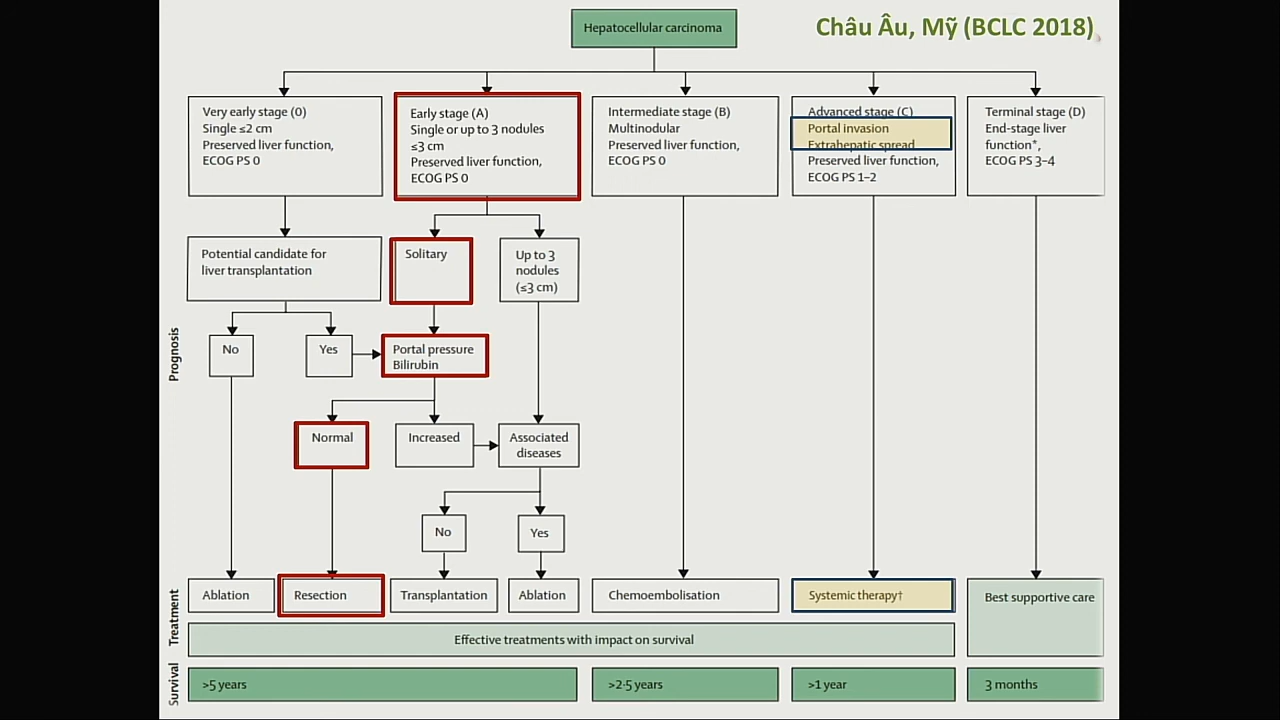 Châu Âu, Mỹ (BCLC 2018)
Hepatocellular carcinoma
Very early stage (0)
Single ≤2 cm
Preserved liver function,
ECOG PS 0
Early stage (A)
Single or up to 3 nodules
≤3 cm
Preserved liver function,
ECOG PS 0
Intermediate stage (B)
Multinodular
Preserved liver function,
ECOG PS 0
Advanced stage (C)
Portal invasion
Extrahepatic spread
Preserved liver function,
ECOG PS 1–2
Terminal stage (D)
End-stage liver
function*,
ECOG PS 3–4
Potential candidate for
liver transplantation
Solitary
Up to 3
nodules
(≤3 cm)
Prognosis
No
Yes
Portal pressure
Bilirubin
Normal
Increased
Associated
diseases
No
Yes
Treatment
Ablation
Resection
Transplantation
Ablation
Chemoembolisation
Systemic therapy†
Best supportive care
Effective treatments with impact on survival
Survival
>5 years
>2·5 years
>1 year
3 months